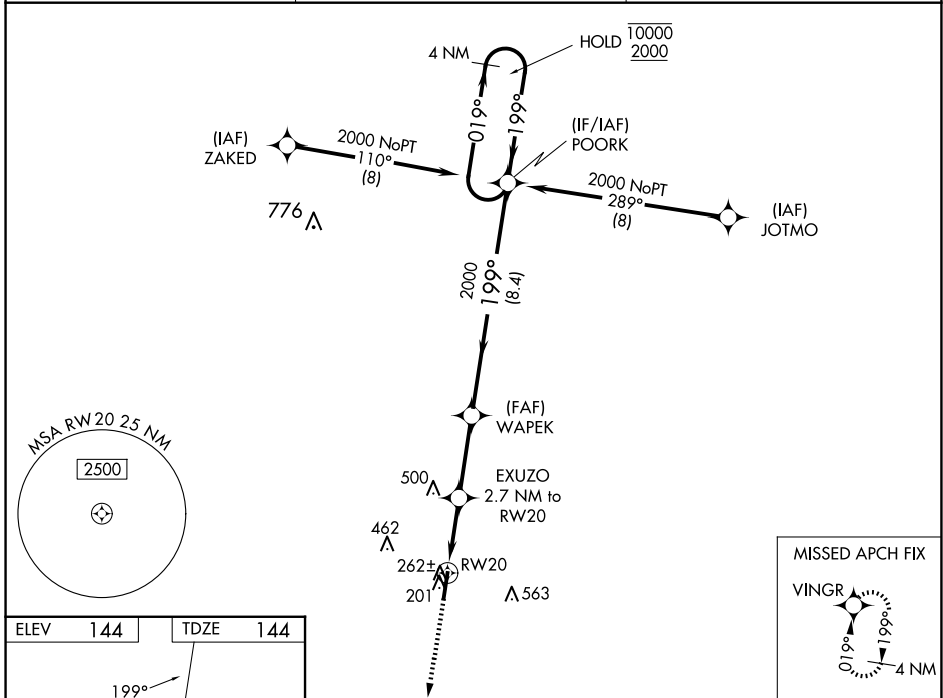 HOLD 10000
2000
4 NM
019°
199°
(IAF)
ZAKED
2000 NoPT
110°
(8)
(IF/IAF)
POORK
2000 NoPT
289°
(8)
(IAF)
JOTMO
776
2000
199°
(8.4)
(FAF)
WAPEK
MSA RW20 25 NM
2500
500
EXUZO
2.7 NM to
RW20
462
262±
RW20
201
563
MISSED APCH FIX
VINGR
019°
199°
4 NM
ELEV 144
TDZE 144
199°